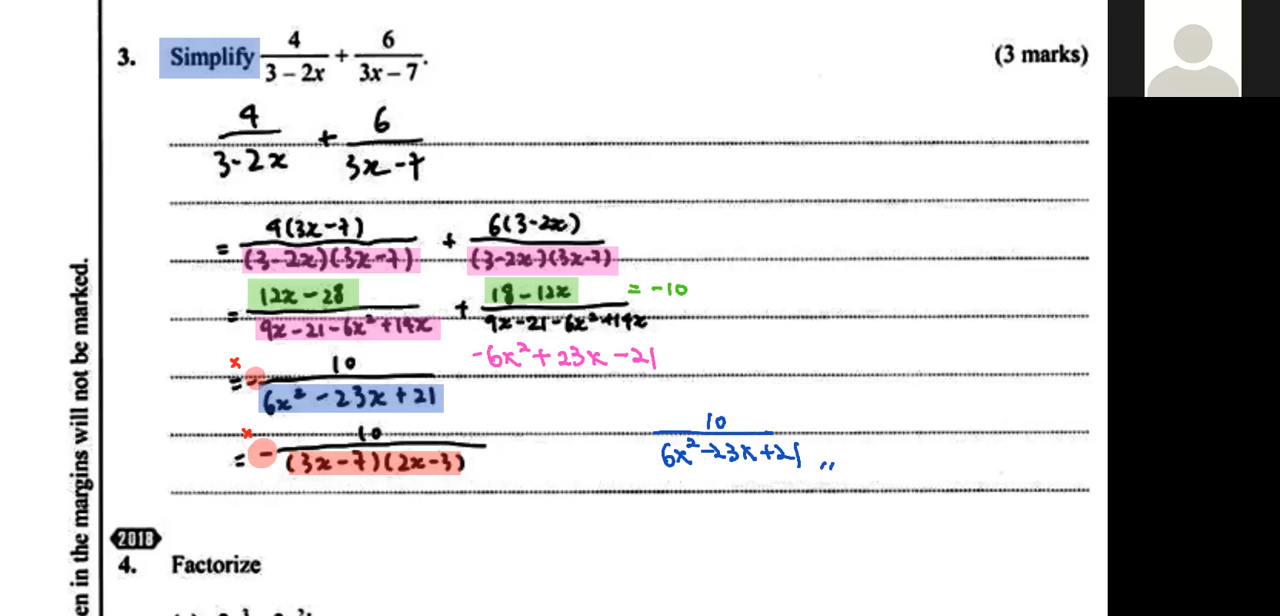 3. Simplify 4/(3 – 2x) + 6/(3x – 7). (3 marks)
4/(3-2x) + 6/(3x-7)
= 4(3x-7)/(3-2x)(3x-7) + 6(3-2x)/(3-2x)(3x-7)
= (12x-28)/(9x-21-6x²+14x) + (18-12x)/(9x-21-6x²+14x) = -10
-6x²+23x-21
x
= - 10/(6x²-23x+21)
x
= - 10/(3x-7)(2x-3)
10/(6x²-23x+21) ,,
2018
4. Factorize
en in the margins will not be marked.